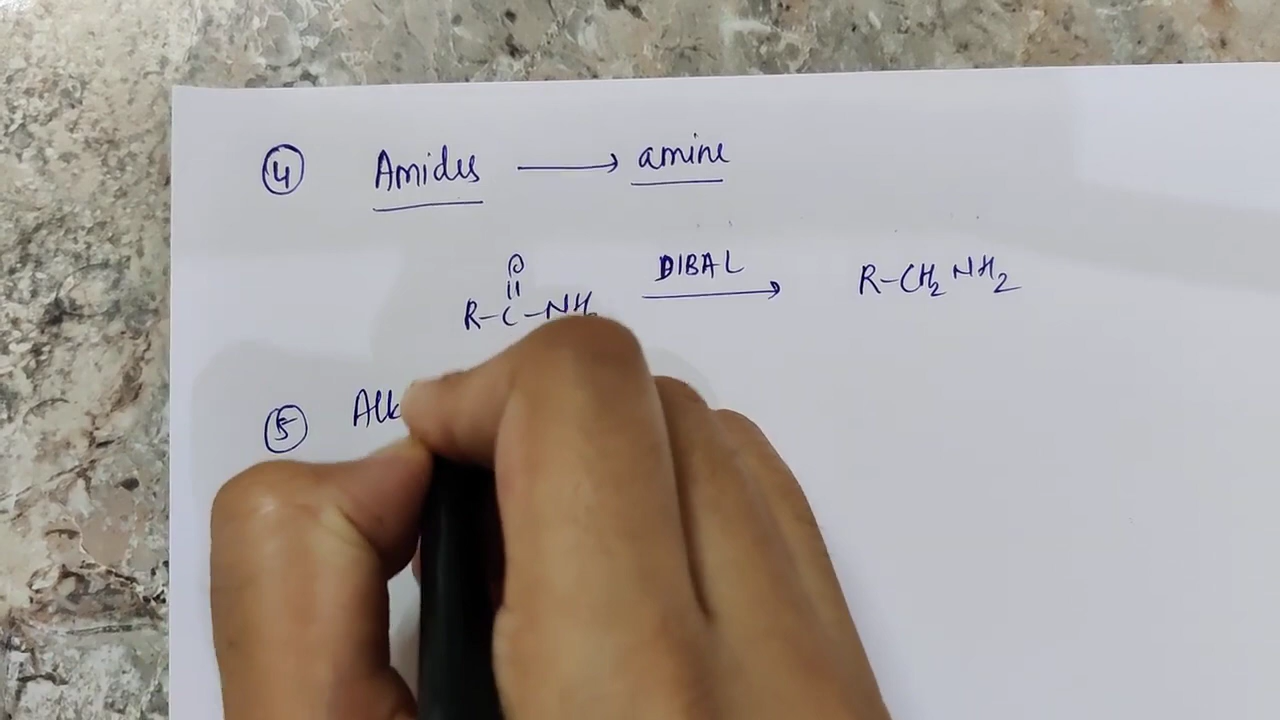 ④ Amides ⟶ amine
O
R-C-NH₂ DIBAL ⟶ R-CH₂NH₂
⑤ Alk